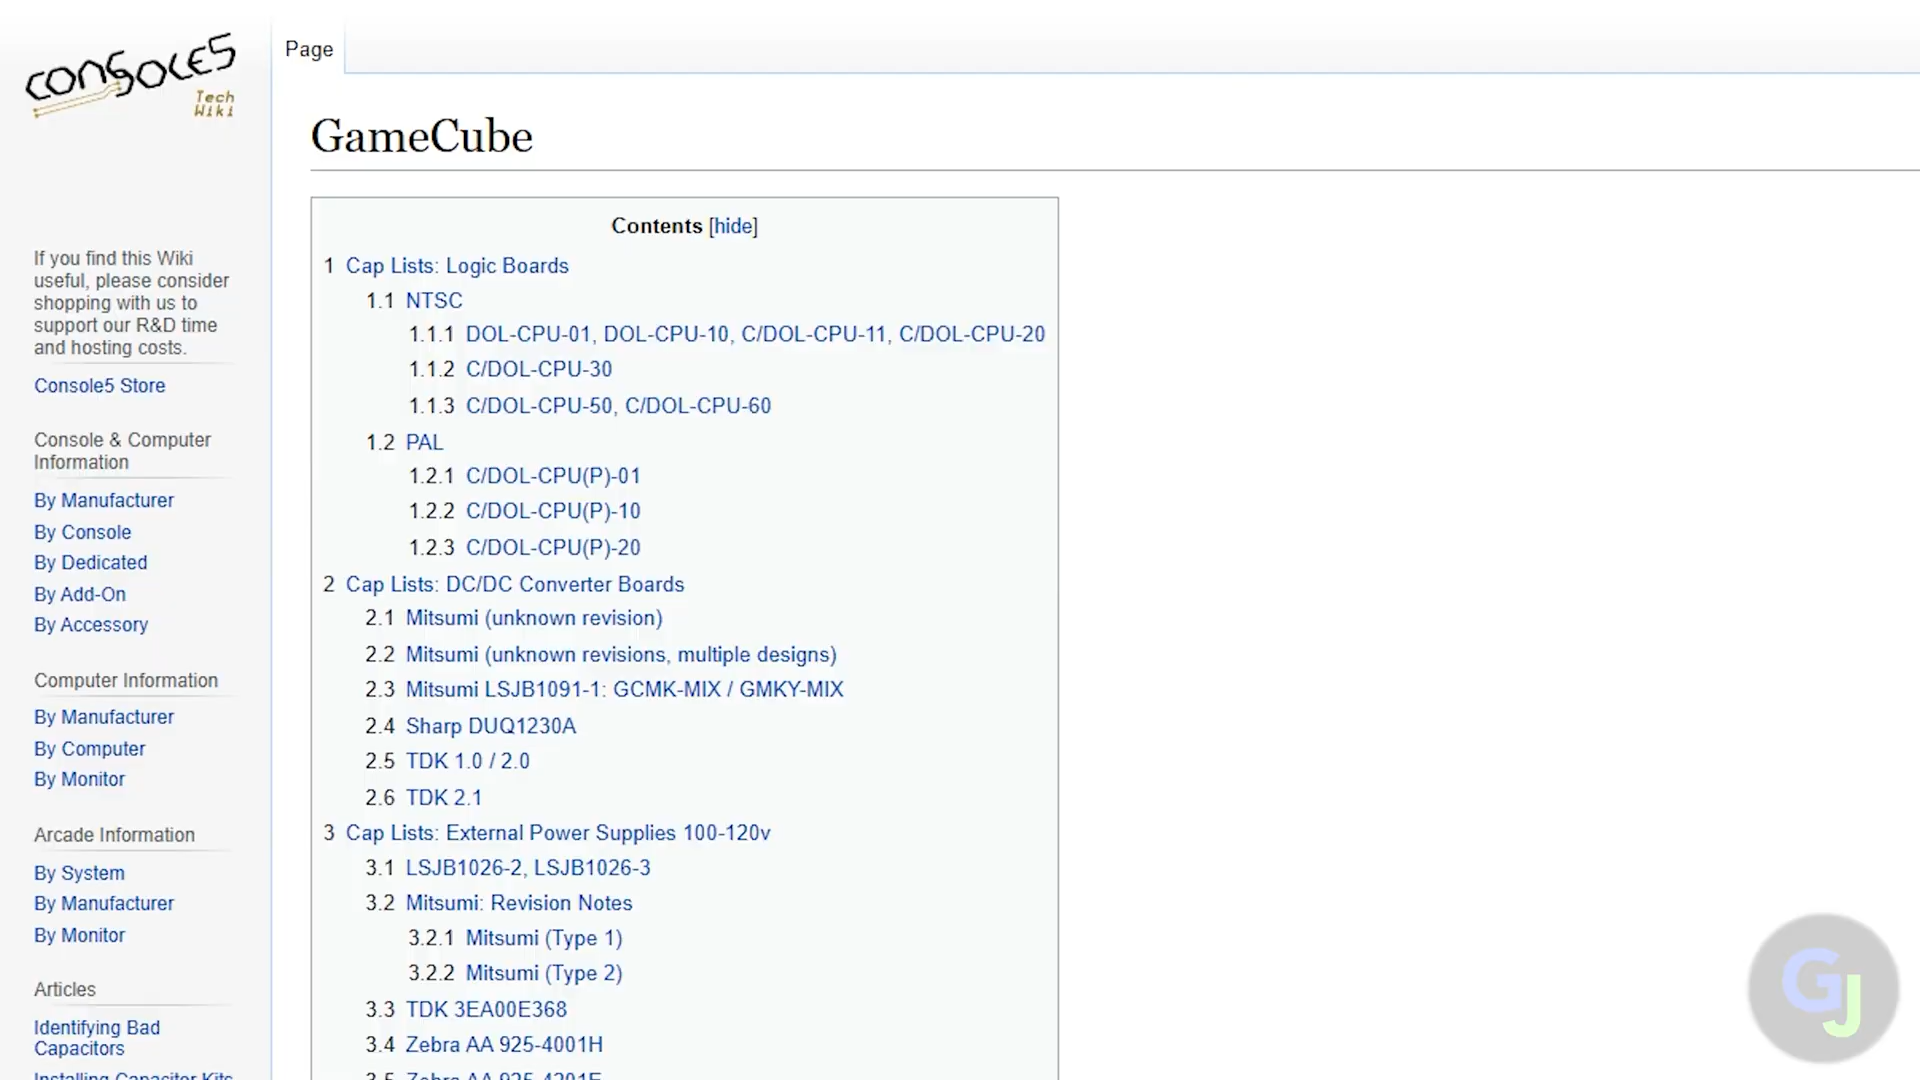 CONSOLE5
Tech
Wiki
Page
GameCube
If you find this Wiki
useful, please consider
shopping with us to
support our R&D time
and hosting costs.
Console5 Store
Console & Computer
Information
By Manufacturer
By Console
By Dedicated
By Add-On
By Accessory
Computer Information
By Manufacturer
By Computer
By Monitor
Arcade Information
By System
By Manufacturer
By Monitor
Articles
Identifying Bad
Capacitors
Installing Capacitor Kits
Contents [hide]
1 Cap Lists: Logic Boards
1.1 NTSC
1.1.1 DOL-CPU-01, DOL-CPU-10, C/DOL-CPU-11, C/DOL-CPU-20
1.1.2 C/DOL-CPU-30
1.1.3 C/DOL-CPU-50, C/DOL-CPU-60
1.2 PAL
1.2.1 C/DOL-CPU(P)-01
1.2.2 C/DOL-CPU(P)-10
1.2.3 C/DOL-CPU(P)-20
2 Cap Lists: DC/DC Converter Boards
2.1 Mitsumi (unknown revision)
2.2 Mitsumi (unknown revisions, multiple designs)
2.3 Mitsumi LSJB1091-1: GCMK-MIX / GMKY-MIX
2.4 Sharp DUQ1230A
2.5 TDK 1.0 / 2.0
2.6 TDK 2.1
3 Cap Lists: External Power Supplies 100-120v
3.1 LSJB1026-2, LSJB1026-3
3.2 Mitsumi: Revision Notes
3.2.1 Mitsumi (Type 1)
3.2.2 Mitsumi (Type 2)
3.3 TDK 3EA00E368
3.4 Zebra AA 925-4001H
3.5 Zebra AA 925-4201F
GJ